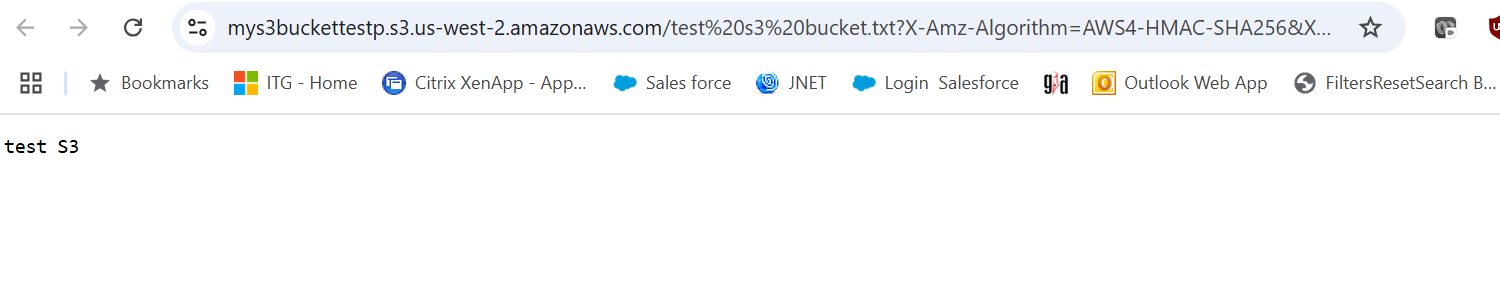 mys3buckettestp.s3.us-west-2.amazonaws.com/test%20s3%20bucket.txt?X-Amz-Algorithm=AWS4-HMAC-SHA256&X...
Bookmarks ITG - Home Citrix XenApp - App... Sales force JNET Login Salesforce Outlook Web App FiltersResetSearch B...
test S3